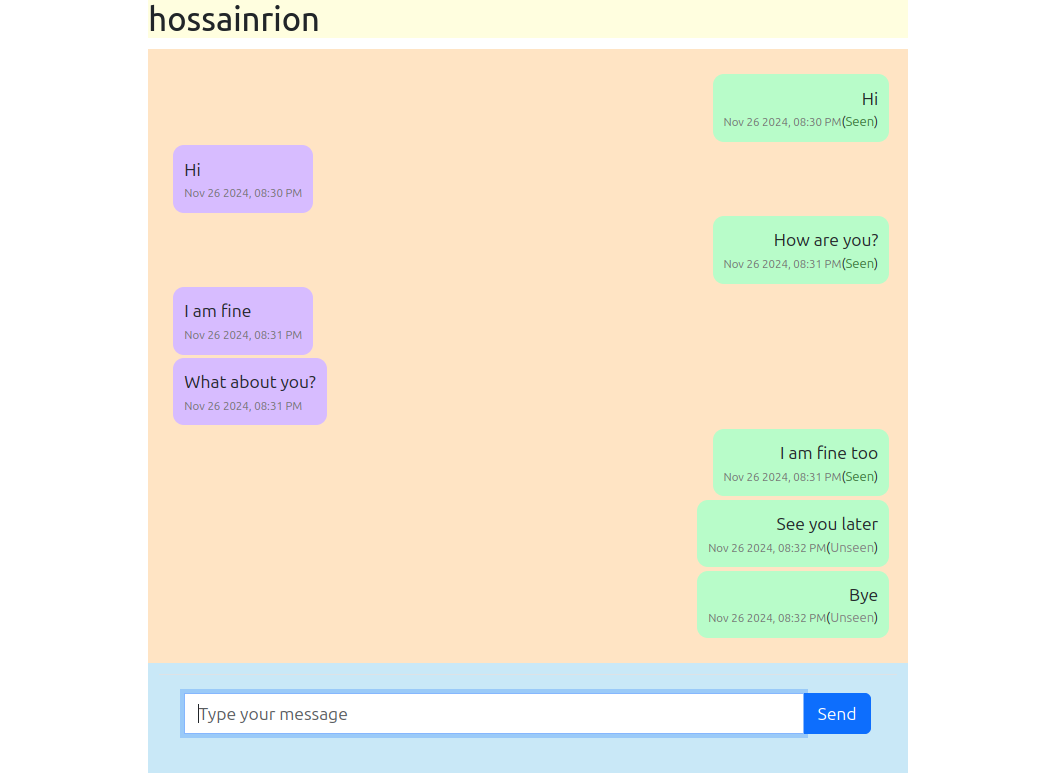 hossainrion
Hi
Nov 26 2024, 08:30 PM(Seen)
Hi
Nov 26 2024, 08:30 PM
How are you?
Nov 26 2024, 08:31 PM(Seen)
I am fine
Nov 26 2024, 08:31 PM
What about you?
Nov 26 2024, 08:31 PM
I am fine too
Nov 26 2024, 08:31 PM(Seen)
See you later
Nov 26 2024, 08:32 PM(Unseen)
Bye
Nov 26 2024, 08:32 PM(Unseen)
Type your message
Send